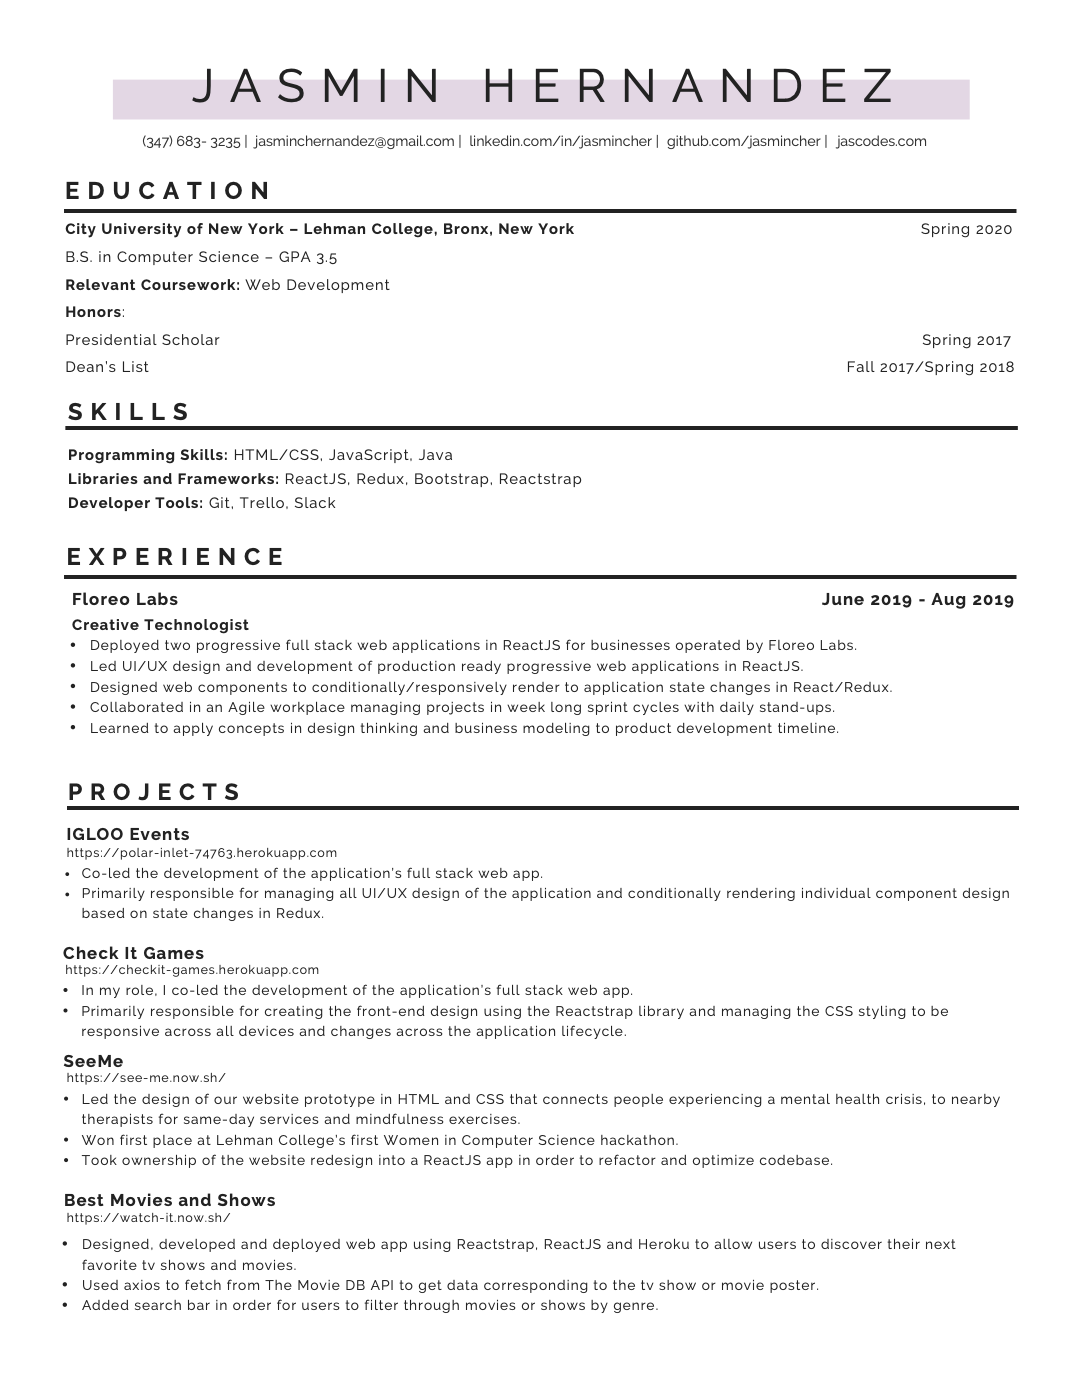 JASMIN HERNANDEZ
(347) 683- 3235 | jasminchernandez@gmail.com | linkedin.com/in/jasmincher | github.com/jasmincher | jascodes.com
EDUCATION
City University of New York – Lehman College, Bronx, New York Spring 2020
B.S. in Computer Science – GPA 3.5
Relevant Coursework: Web Development
Honors:
Presidential Scholar Spring 2017
Dean's List Fall 2017/Spring 2018
SKILLS
Programming Skills: HTML/CSS, JavaScript, Java
Libraries and Frameworks: ReactJS, Redux, Bootstrap, Reactstrap
Developer Tools: Git, Trello, Slack
EXPERIENCE
Floreo Labs June 2019 - Aug 2019
Creative Technologist
• Deployed two progressive full stack web applications in ReactJS for businesses operated by Floreo Labs.
• Led UI/UX design and development of production ready progressive web applications in ReactJS.
• Designed web components to conditionally/responsively render to application state changes in React/Redux.
• Collaborated in an Agile workplace managing projects in week long sprint cycles with daily stand-ups.
• Learned to apply concepts in design thinking and business modeling to product development timeline.
PROJECTS
IGLOO Events
https://polar-inlet-74763.herokuapp.com
• Co-led the development of the application's full stack web app.
• Primarily responsible for managing all UI/UX design of the application and conditionally rendering individual component design
based on state changes in Redux.
Check It Games
https://checkit-games.herokuapp.com
• In my role, I co-led the development of the application's full stack web app.
• Primarily responsible for creating the front-end design using the Reactstrap library and managing the CSS styling to be
responsive across all devices and changes across the application lifecycle.
SeeMe
https://see-me.now.sh/
• Led the design of our website prototype in HTML and CSS that connects people experiencing a mental health crisis, to nearby
therapists for same-day services and mindfulness exercises.
• Won first place at Lehman College's first Women in Computer Science hackathon.
• Took ownership of the website redesign into a ReactJS app in order to refactor and optimize codebase.
Best Movies and Shows
https://watch-it.now.sh/
• Designed, developed and deployed web app using Reactstrap, ReactJS and Heroku to allow users to discover their next
favorite tv shows and movies.
• Used axios to fetch from The Movie DB API to get data corresponding to the tv show or movie poster.
• Added search bar in order for users to filter through movies or shows by genre.